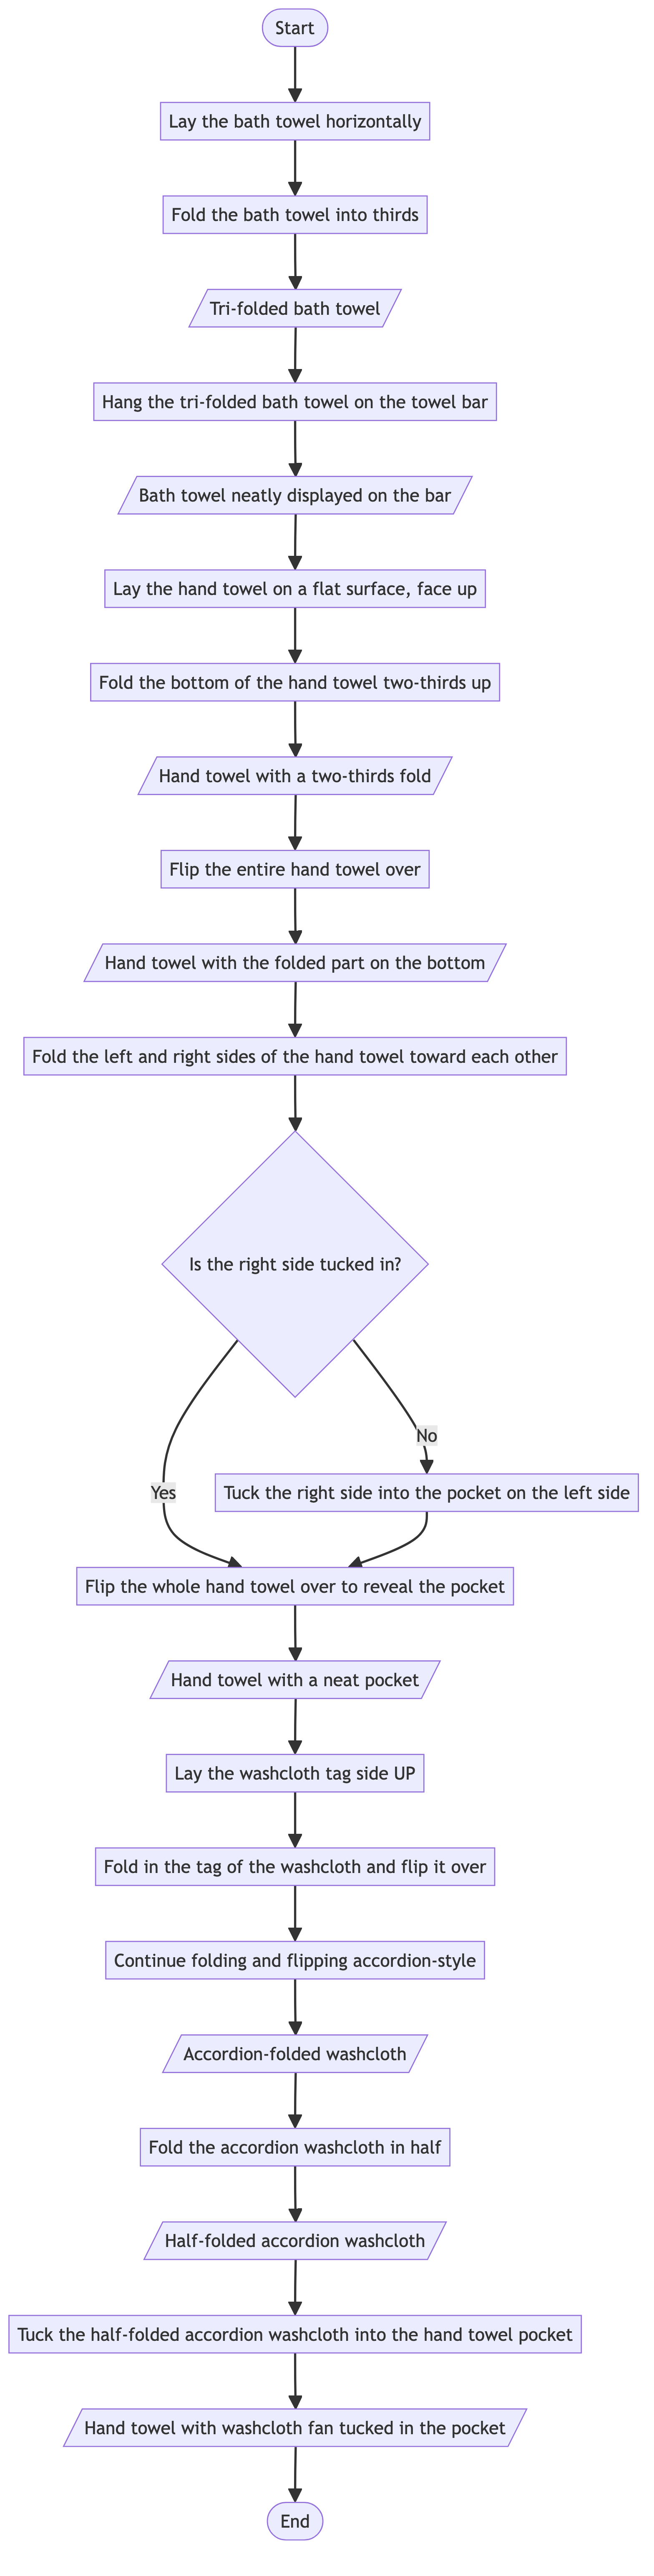 Start
Lay the bath towel horizontally
Fold the bath towel into thirds
Tri-folded bath towel
Hang the tri-folded bath towel on the towel bar
Bath towel neatly displayed on the bar
Lay the hand towel on a flat surface, face up
Fold the bottom of the hand towel two-thirds up
Hand towel with a two-thirds fold
Flip the entire hand towel over
Hand towel with the folded part on the bottom
Fold the left and right sides of the hand towel toward each other
Is the right side tucked in?
No
Yes
Tuck the right side into the pocket on the left side
Flip the whole hand towel over to reveal the pocket
Hand towel with a neat pocket
Lay the washcloth tag side UP
Fold in the tag of the washcloth and flip it over
Continue folding and flipping accordion-style
Accordion-folded washcloth
Fold the accordion washcloth in half
Half-folded accordion washcloth
Tuck the half-folded accordion washcloth into the hand towel pocket
Hand towel with washcloth fan tucked in the pocket
End